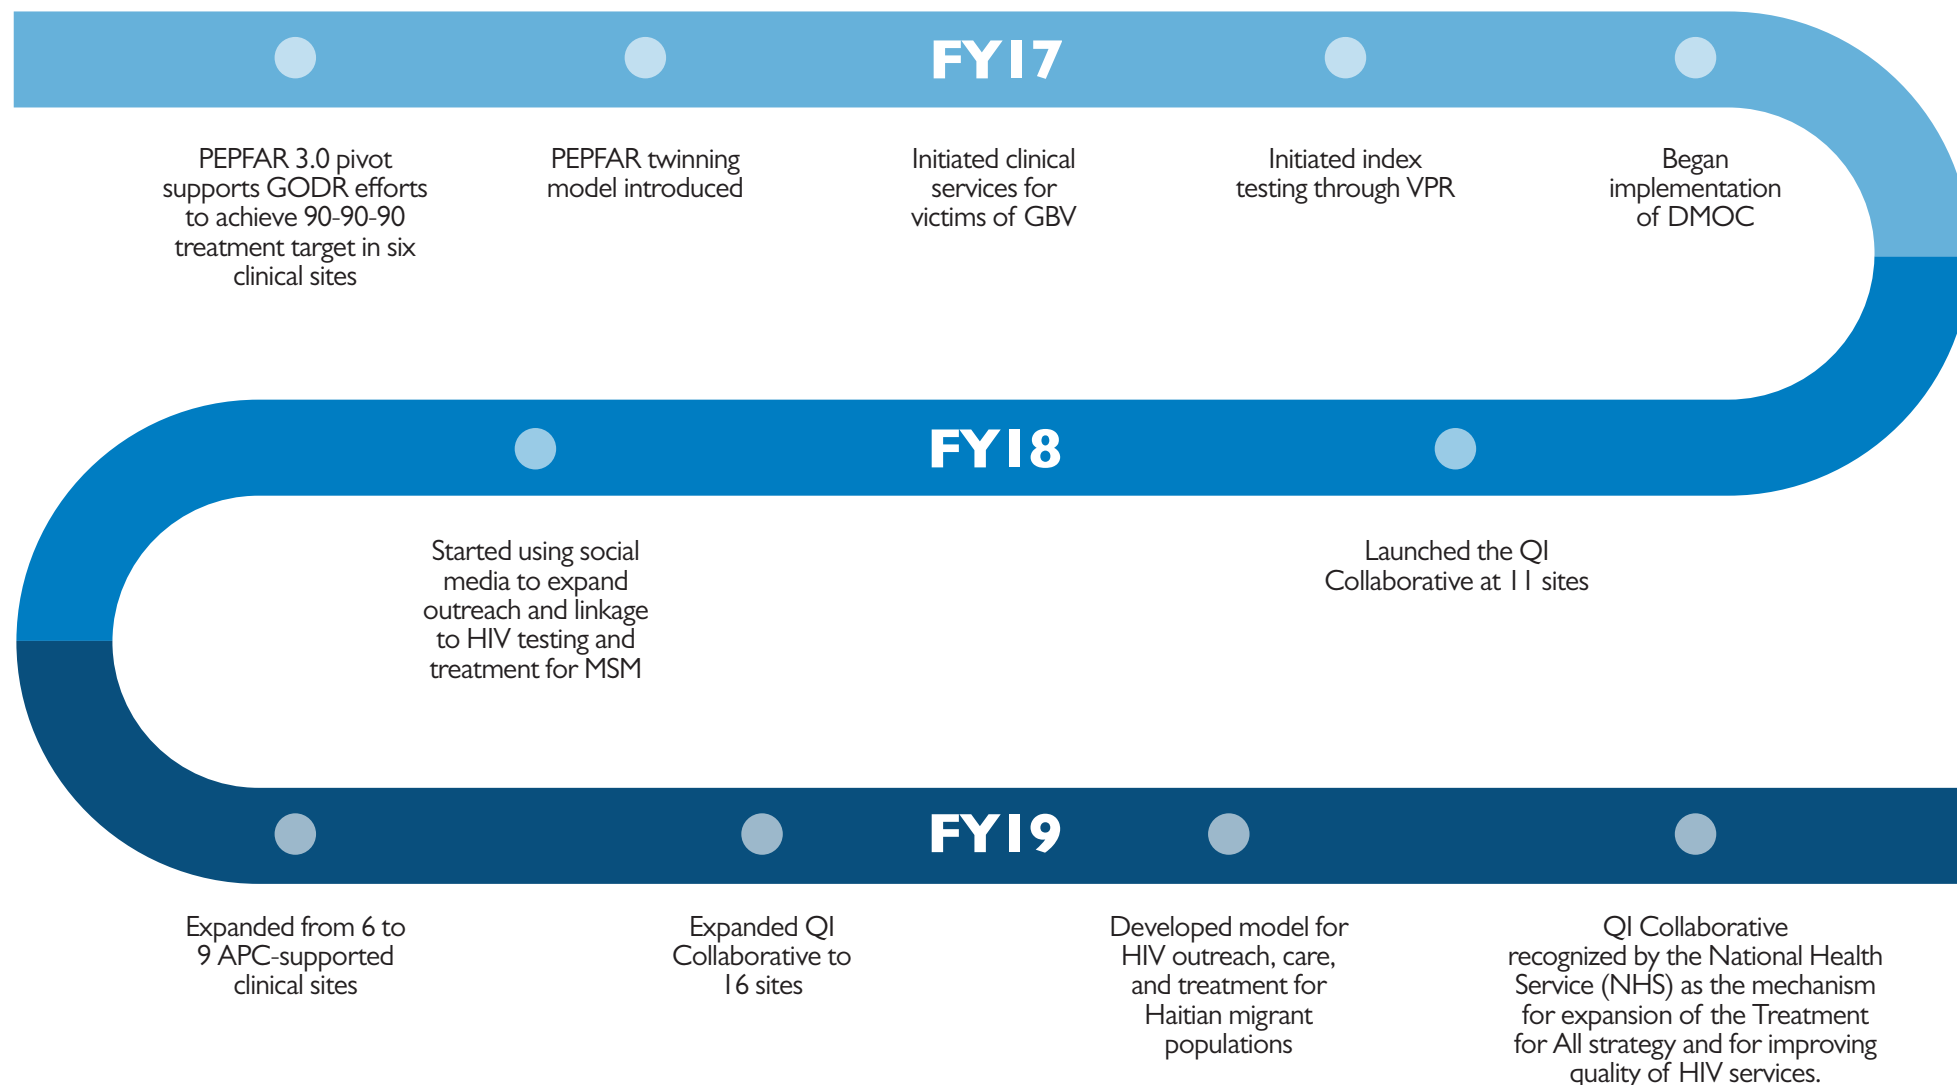 FY17
PEPFAR 3.0 pivot
supports GODR efforts
to achieve 90-90-90
treatment target in six
clinical sites
PEPFAR twinning
model introduced
Initiated clinical
services for
victims of GBV
Initiated index
testing through VPR
Began
implementation
of DMOC
FY18
Started using social
media to expand
outreach and linkage
to HIV testing and
treatment for MSM
Launched the QI
Collaborative at 11 sites
FY19
Expanded from 6 to
9 APC-supported
clinical sites
Expanded QI
Collaborative to
16 sites
Developed model for
HIV outreach, care,
and treatment for
Haitian migrant
populations
QI Collaborative
recognized by the National Health
Service (NHS) as the mechanism
for expansion of the Treatment
for All strategy and for improving
quality of HIV services.